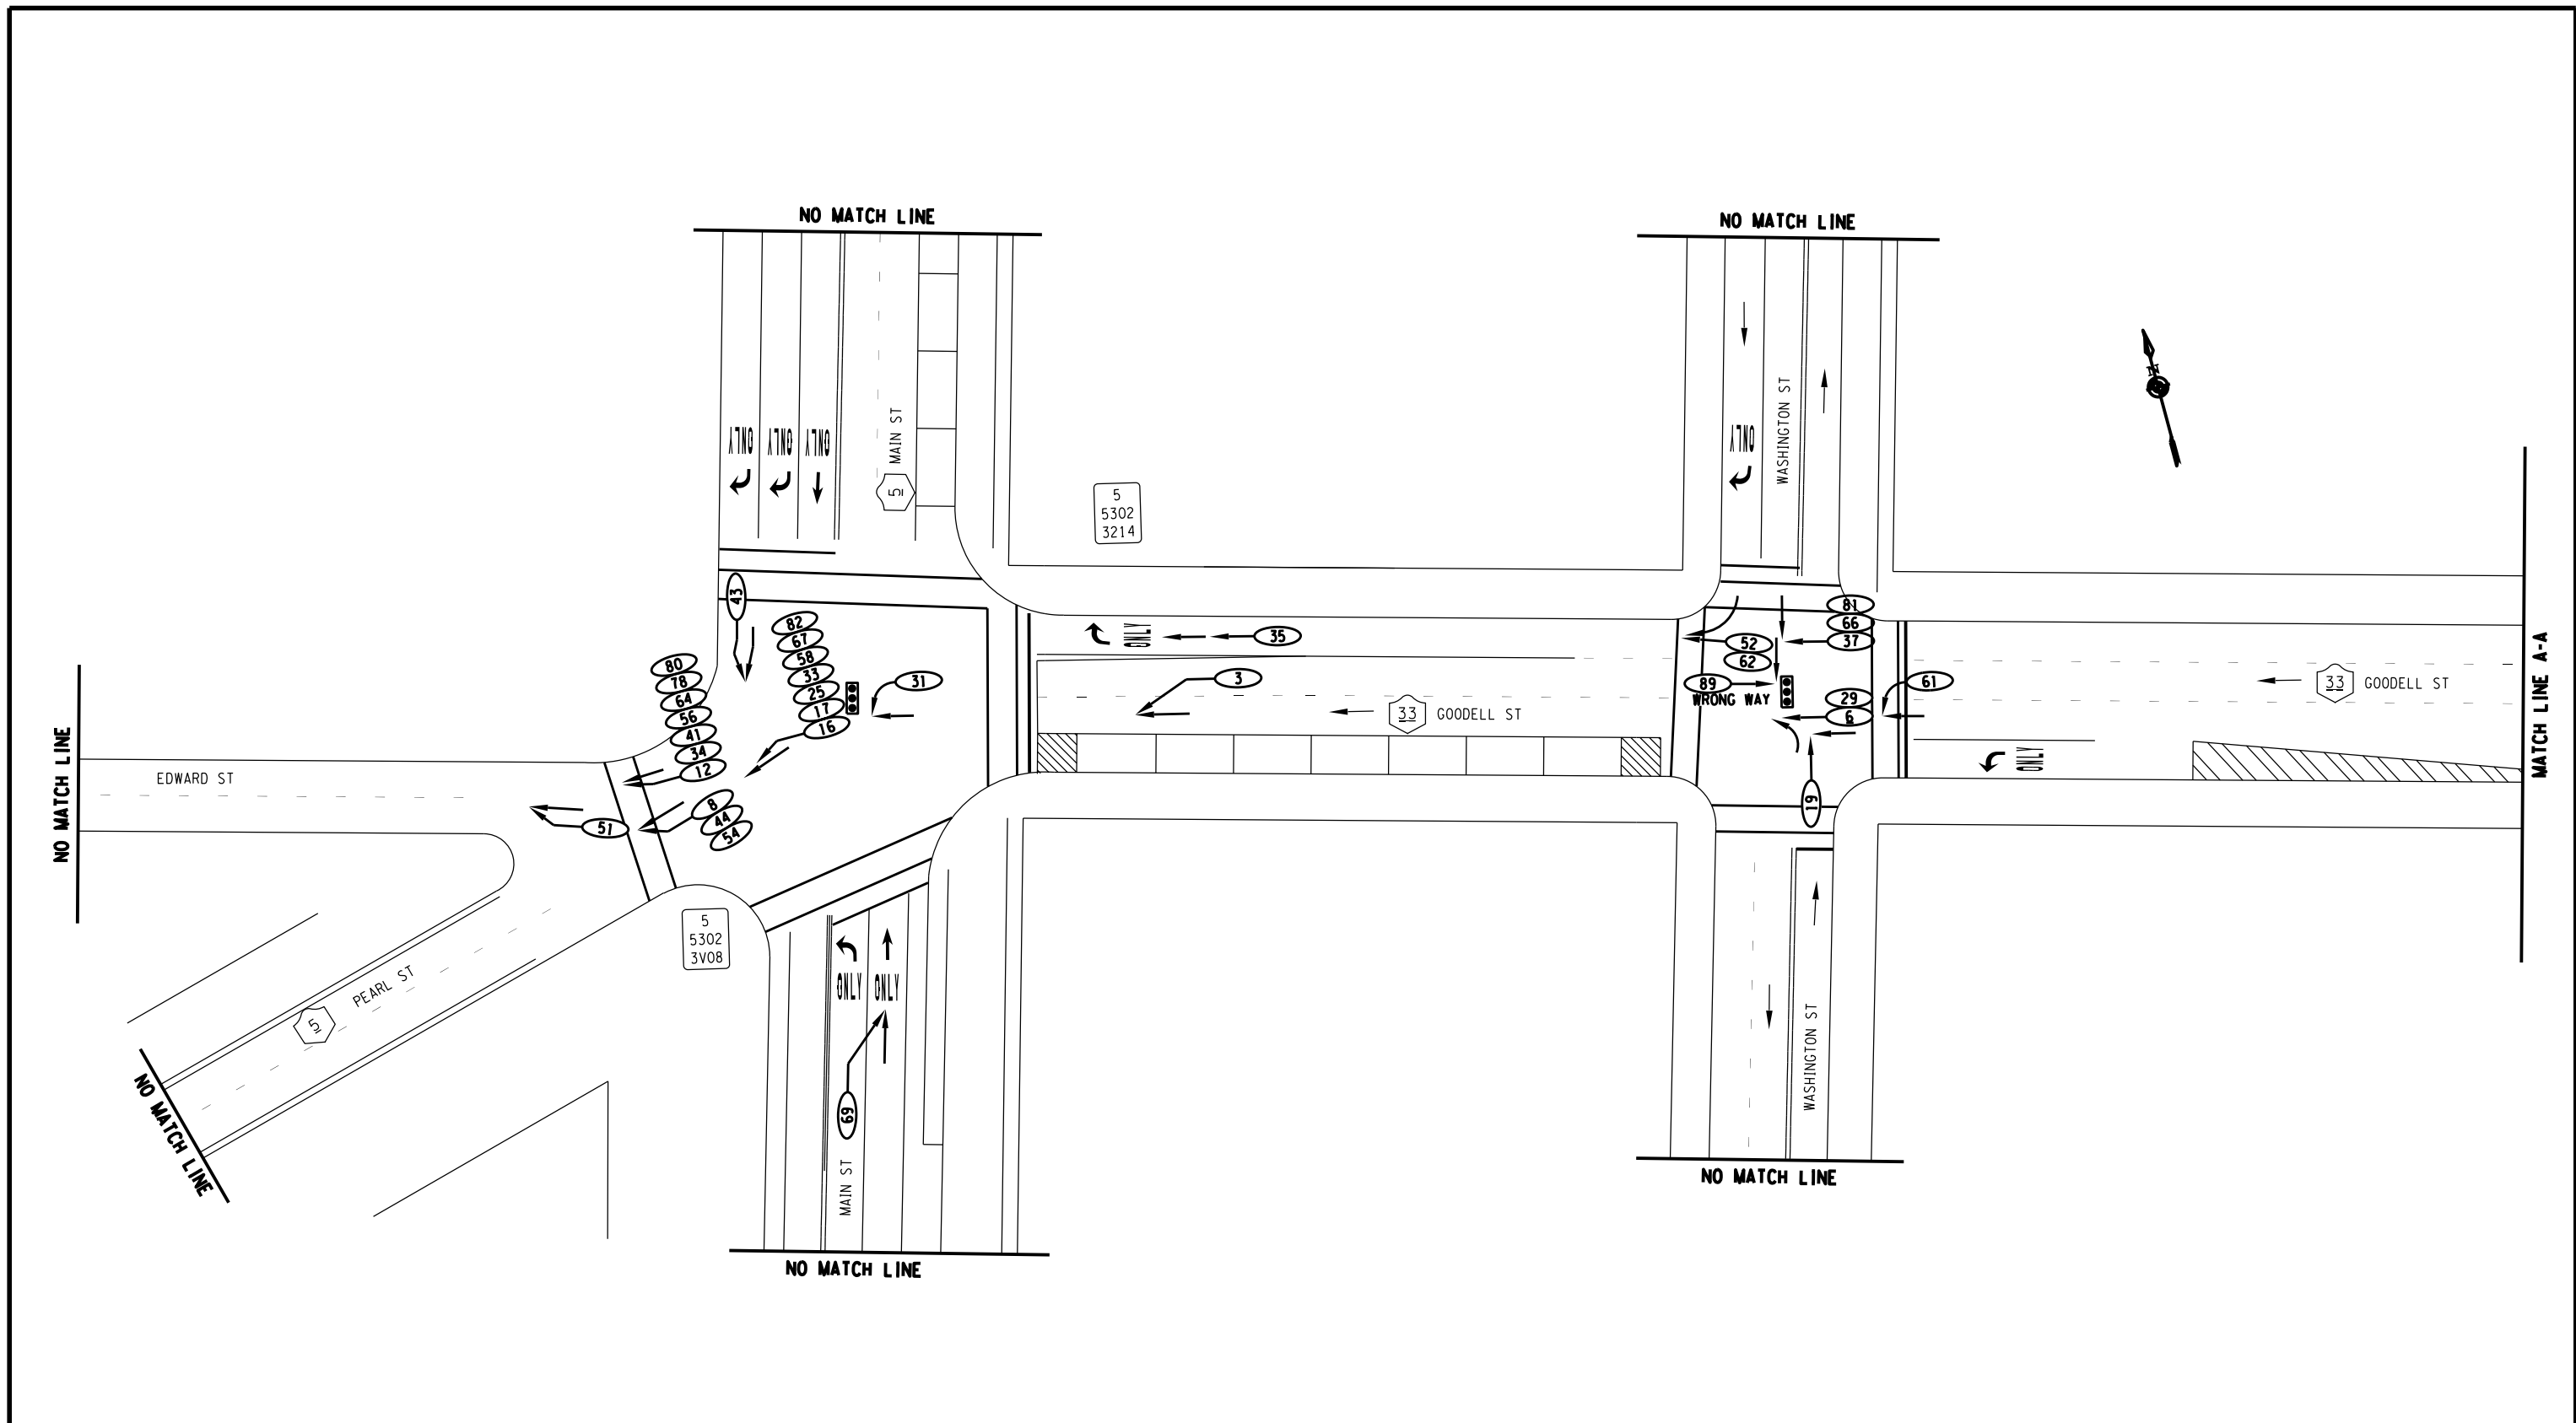 NO MATCH LINE
NO MATCH LINE
MAIN ST
5
ONLY
ONLY
ONLY
WASHINGTON ST
ONLY
N
5
5302
3214
43
82
67
58
33
25
17
16
80
78
64
56
41
34
12
8
44
54
51
31
ONLY
35
3
33
GOODELL ST
81
66
37
52
62
89
WRONG WAY
29
6
61
19
ONLY
33
GOODELL ST
MATCH LINE A-A
NO MATCH LINE
EDWARD ST
5
5302
3V08
PEARL ST
5
NO MATCH LINE
ONLY
ONLY
69
MAIN ST
NO MATCH LINE
WASHINGTON ST
NO MATCH LINE